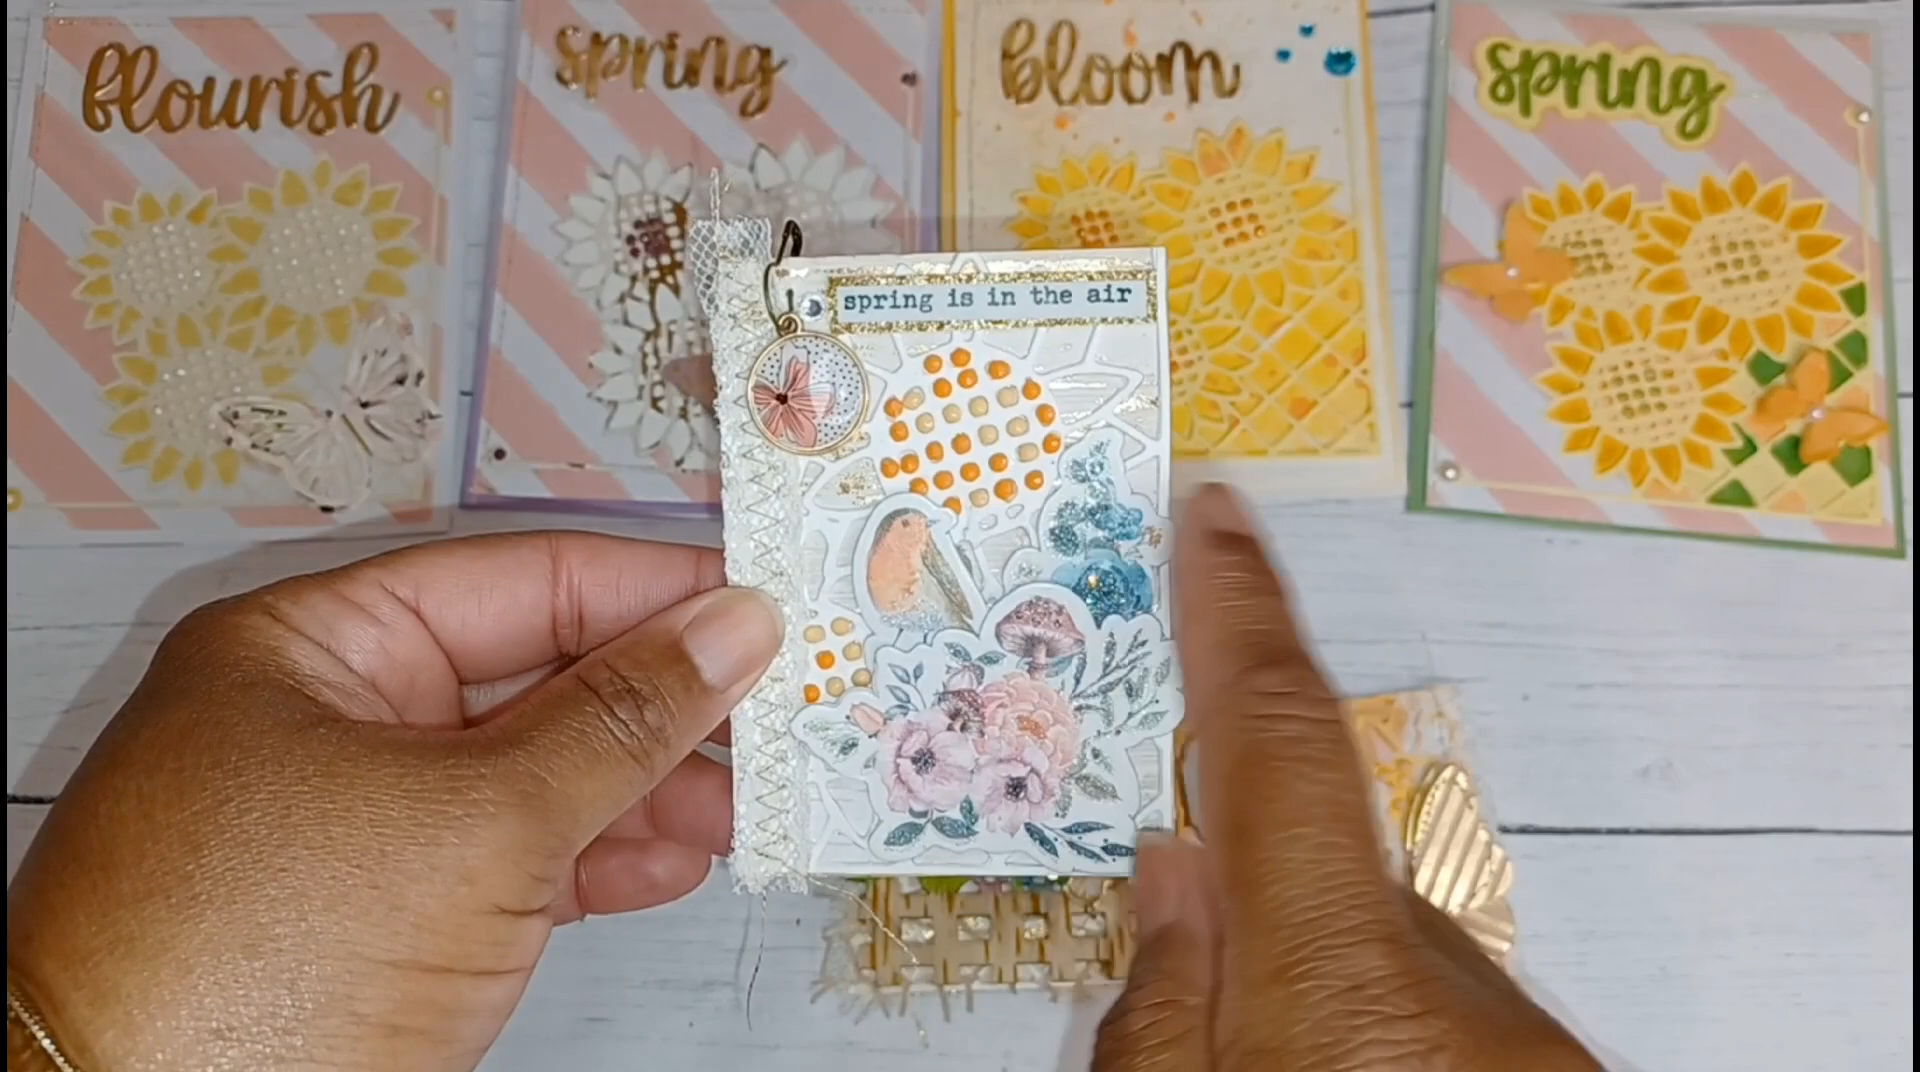 flourish
spring
bloom
spring
spring is in the air